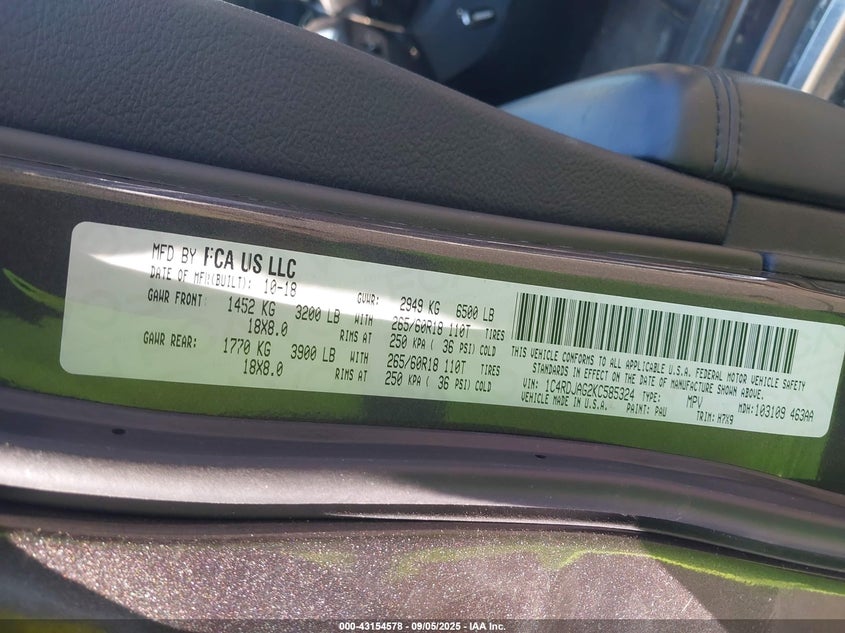 MFD BY FCA US LLC
DATE OF MFR(BUILT): 10-18 GVWR: 2949 KG 6500 LB
GAWR FRONT: 1452 KG 3200 LB WITH 265/60R18 110T TIRES
18X8.0 RIMS AT 250 KPA ( 36 PSI) COLD
GAWR REAR: 1770 KG 3900 LB WITH 265/60R18 110T TIRES
18X8.0 RIMS AT 250 KPA ( 36 PSI) COLD
THIS VEHICLE CONFORMS TO ALL APPLICABLE U.S.A. FEDERAL MOTOR VEHICLE SAFETY
STANDARDS IN EFFECT ON THE DATE OF MANUFACTURE SHOWN ABOVE.
VIN: 1C4RDJAG2KC585324 TYPE: MPV MDH: 103109 463AA
MADE IN U.S.A. PAINT: PAU TRIM: H7X9
000-43154578 - 09/05/2025 - IAA Inc.